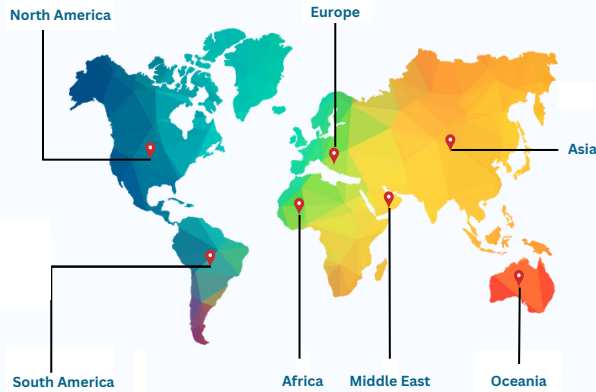 North America
Europe
Asia
South America
Africa
Middle East
Oceania